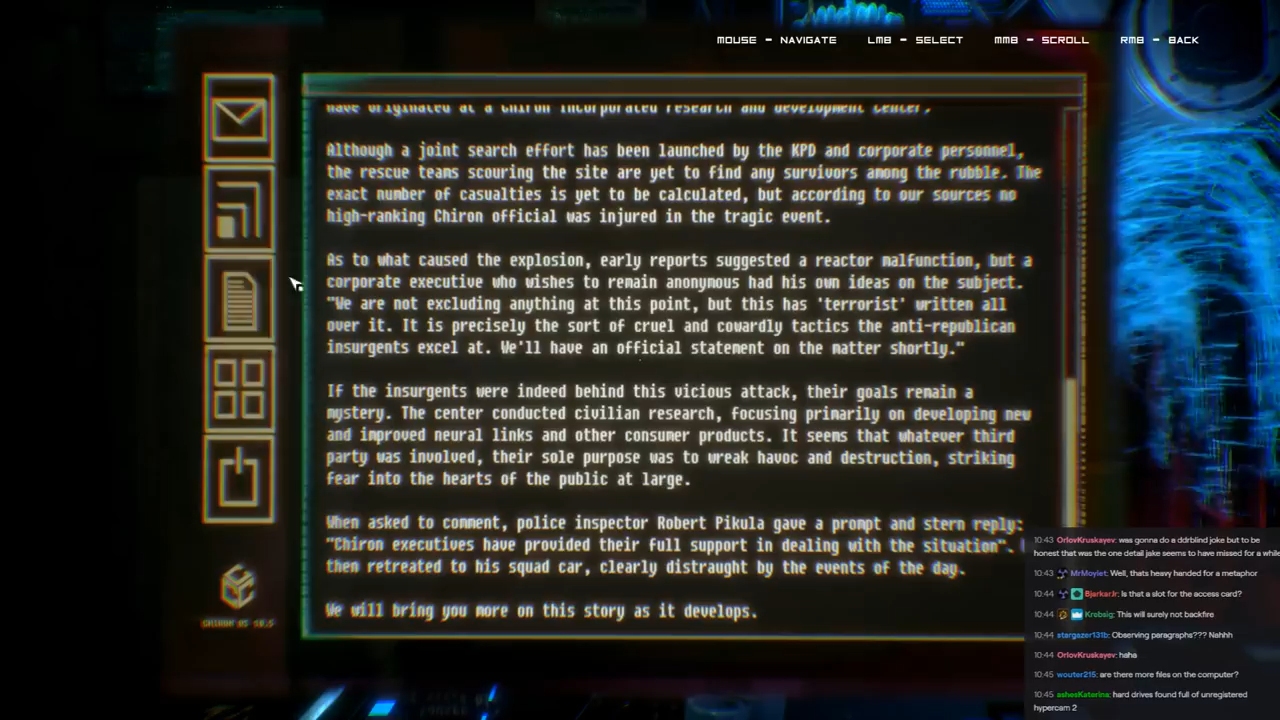 MOUSE - NAVIGATE LMB - SELECT MMB - SCROLL RMB - BACK
have originated at a Chiron Incorporated research and development center.
Although a joint search effort has been launched by the KPD and corporate personnel,
the rescue teams scouring the site are yet to find any survivors among the rubble. The
exact number of casualties is yet to be calculated, but according to our sources no
high-ranking Chiron official was injured in the tragic event.
As to what caused the explosion, early reports suggested a reactor malfunction, but a
corporate executive who wishes to remain anonymous had his own ideas on the subject.
"We are not excluding anything at this point, but this has 'terrorist' written all
over it. It is precisely the sort of cruel and cowardly tactics the anti-republican
insurgents excel at. We'll have an official statement on the matter shortly."
If the insurgents were indeed behind this vicious attack, their goals remain a
mystery. The center conducted civilian research, focusing primarily on developing new
and improved neural links and other consumer products. It seems that whatever third
party was involved, their sole purpose was to wreak havoc and destruction, striking
fear into the hearts of the public at large.
When asked to comment, police inspector Robert Pikula gave a prompt and stern reply:
"Chiron executives have provided their full support in dealing with the situation".
then retreated to his squad car, clearly distraught by the events of the day.
We will bring you more on this story as it develops.
CHIRON OS 10.5
10:43 OrlovKruskayev: was gonna do a ddrblind joke but to be
honest that was the one detail jake seems to have missed for a while
10:43 MrMoyiet: Well, thats heavy handed for a metaphor
10:44 BjarkarJr: Is that a slot for the access card?
10:44 Krobsig: This will surely not backfire
10:44 stargazer131b: Observing paragraphs??? Nahhh
10:44 OrlovKruskayev: haha
10:45 wouter215: are there more files on the computer?
10:45 ashesKaterina: hard drives found full of unregistered
hypercam 2